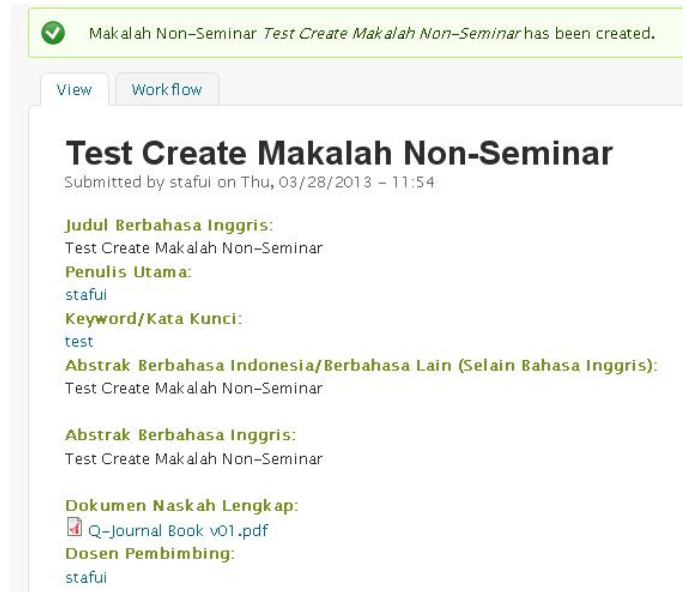 Makalah Non-Seminar Test Create Makalah Non-Seminar has been created.
View Workflow
Test Create Makalah Non-Seminar
Submitted by stafui on Thu, 03/28/2013 - 11:54
Judul Berbahasa Inggris:
Test Create Makalah Non-Seminar
Penulis Utama:
stafui
Keyword/Kata Kunci:
test
Abstrak Berbahasa Indonesia/Berbahasa Lain (Selain Bahasa Inggris):
Test Create Makalah Non-Seminar
Abstrak Berbahasa Inggris:
Test Create Makalah Non-Seminar
Dokumen Naskah Lengkap:
Q-Journal Book v01.pdf
Dosen Pembimbing:
stafui